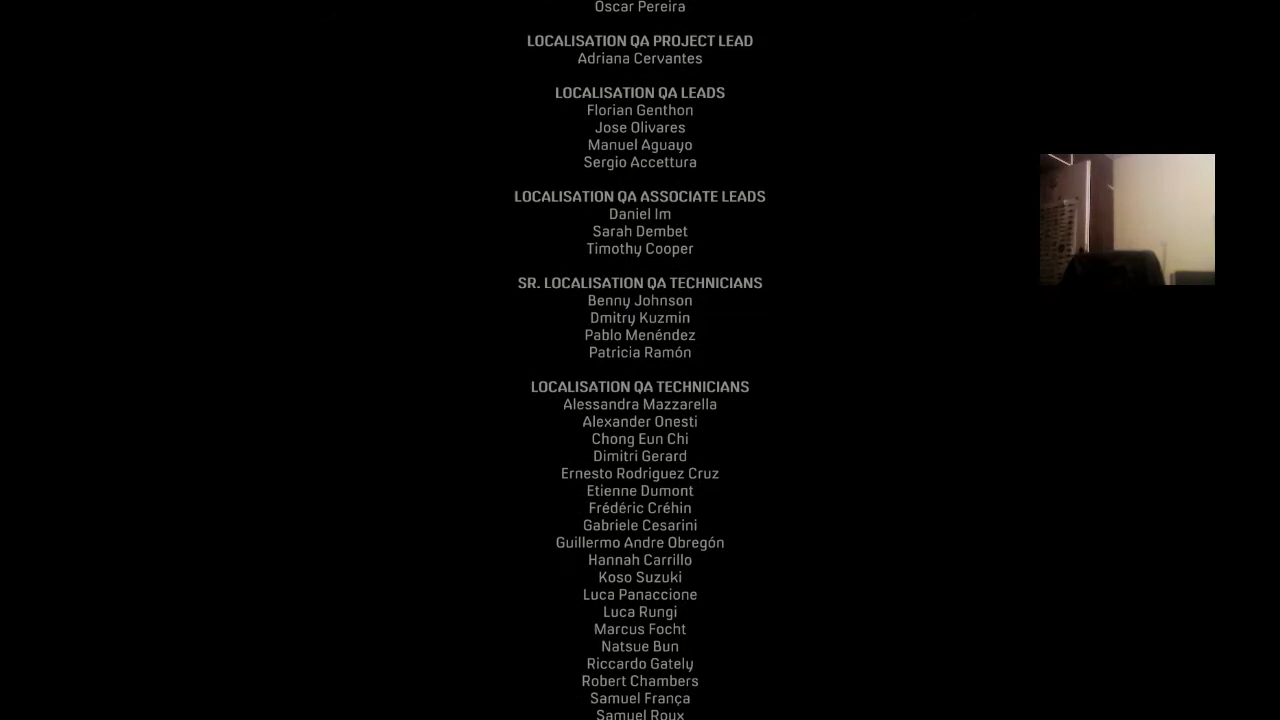 Oscar Pereira
LOCALISATION QA PROJECT LEAD
Adriana Cervantes
LOCALISATION QA LEADS
Florian Genthon
Jose Olivares
Manuel Aguayo
Sergio Accettura
LOCALISATION QA ASSOCIATE LEADS
Daniel Im
Sarah Dembet
Timothy Cooper
SR. LOCALISATION QA TECHNICIANS
Benny Johnson
Dmitry Kuzmin
Pablo Menéndez
Patricia Ramón
LOCALISATION QA TECHNICIANS
Alessandra Mazzarella
Alexander Onesti
Chong Eun Chi
Dimitri Gerard
Ernesto Rodriguez Cruz
Etienne Dumont
Frédéric Créhin
Gabriele Cesarini
Guillermo Andre Obregón
Hannah Carrillo
Koso Suzuki
Luca Panaccione
Luca Rungi
Marcus Focht
Natsue Bun
Riccardo Gately
Robert Chambers
Samuel França
Samuel Roux